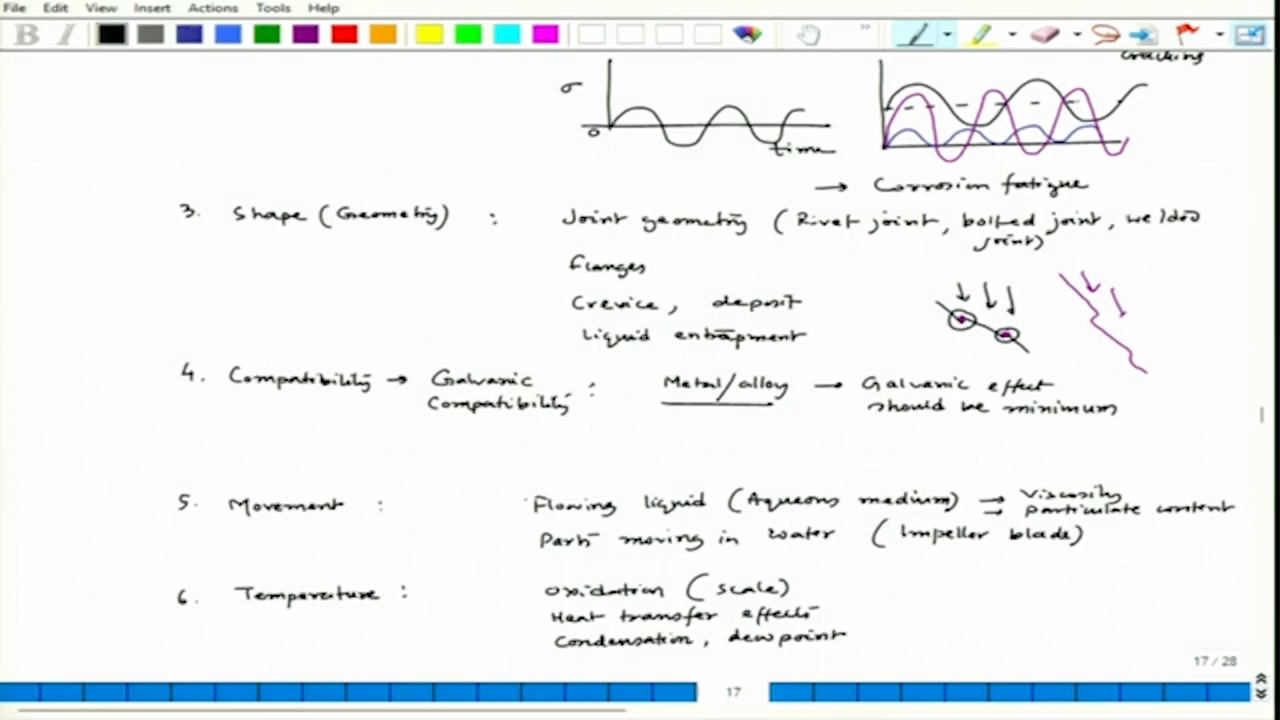 File Edit View Insert Actions Tools Help
B I
cracking
σ
0
time
→ Corrosion fatigue
3. Shape (Geometry) : Joint geometry (Rivet joint, bolted joint, welded joint)
flanges
Crevice, deposit
liquid entrapment
4. Compatibility → Galvanic Compatibility : Metal/alloy → Galvanic effect should be minimum
5. Movement : Flowing liquid (Aqueous medium) → Viscosity
→ particulate content
Parts moving in water (Impeller blade)
6. Temperature : Oxidation (scale)
Heat transfer effects
Condensation, dewpoint
17 / 28
17